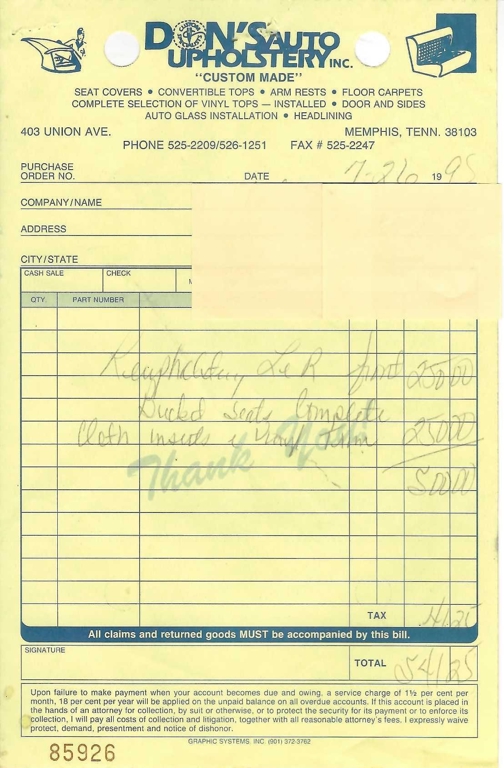 DON'S AUTO
UPHOLSTERY INC.
"CUSTOM MADE"
SEAT COVERS • CONVERTIBLE TOPS • ARM RESTS • FLOOR CARPETS
COMPLETE SELECTION OF VINYL TOPS — INSTALLED • DOOR AND SIDES
AUTO GLASS INSTALLATION • HEADLINING
403 UNION AVE. MEMPHIS, TENN. 38103
PHONE 525-2209/526-1251 FAX # 525-2247
PURCHASE
ORDER NO. DATE 7-26 19
COMPANY/NAME
ADDRESS
CITY/STATE
CASH SALE CHECK
QTY. PART NUMBER
L & R front 250 00
Bucket Seats Complete
Cloth inserts & Vinyl Trim 250 00
500 00
Thank You!
TAX 41 25
All claims and returned goods MUST be accompanied by this bill.
SIGNATURE
TOTAL 541 25
Upon failure to make payment when your account becomes due and owing, a service charge of 1½ per cent per
month, 18 per cent per year will be applied on the unpaid balance on all overdue accounts. If this account is placed in
the hands of an attorney for collection, by suit or otherwise, or to protect the security for its payment or to enforce its
collection, I will pay all costs of collection and litigation, together with all reasonable attorney's fees. I expressly waive
protect, demand, presentment and notice of dishonor.
GRAPHIC SYSTEMS, INC. (901) 372-3762
85926